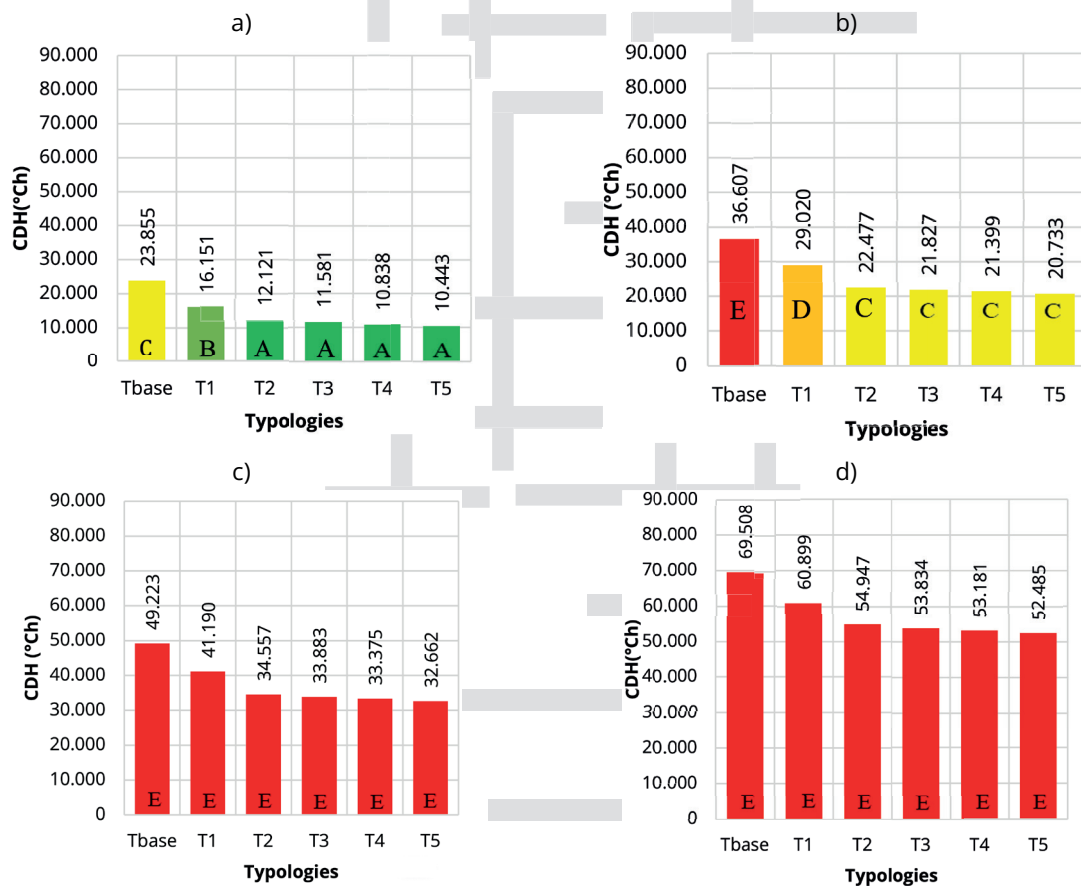 a)
90.000
80.000
70.000
60.000
50.000
40.000
30.000
20.000
10.000
0
CDH(°Ch)
23.855
16.151
12.121
11.581
10.838
10.443
C
B
A
A
A
A
Tbase
T1
T2
T3
T4
T5
Typologies
b)
90.000
80.000
70.000
60.000
50.000
40.000
30.000
20.000
10.000
0
CDH (°Ch)
36.607
29.020
22.477
21.827
21.399
20.733
E
D
C
C
C
C
Tbase
T1
T2
T3
T4
T5
Typologies
c)
90.000
80.000
70.000
60.000
50.000
40.000
30.000
20.000
10.000
0
CDH (°Ch)
49.223
41.190
34.557
33.883
33.375
32.662
E
E
E
E
E
E
Tbase
T1
T2
T3
T4
T5
Typologies
d)
90.000
80.000
70.000
60.000
50.000
40.000
30.000
20.000
10.000
0
CDH(°Ch)
69.508
60.899
54.947
53.834
53.181
52.485
E
E
E
E
E
E
Tbase
T1
T2
T3
T4
T5
Typologies